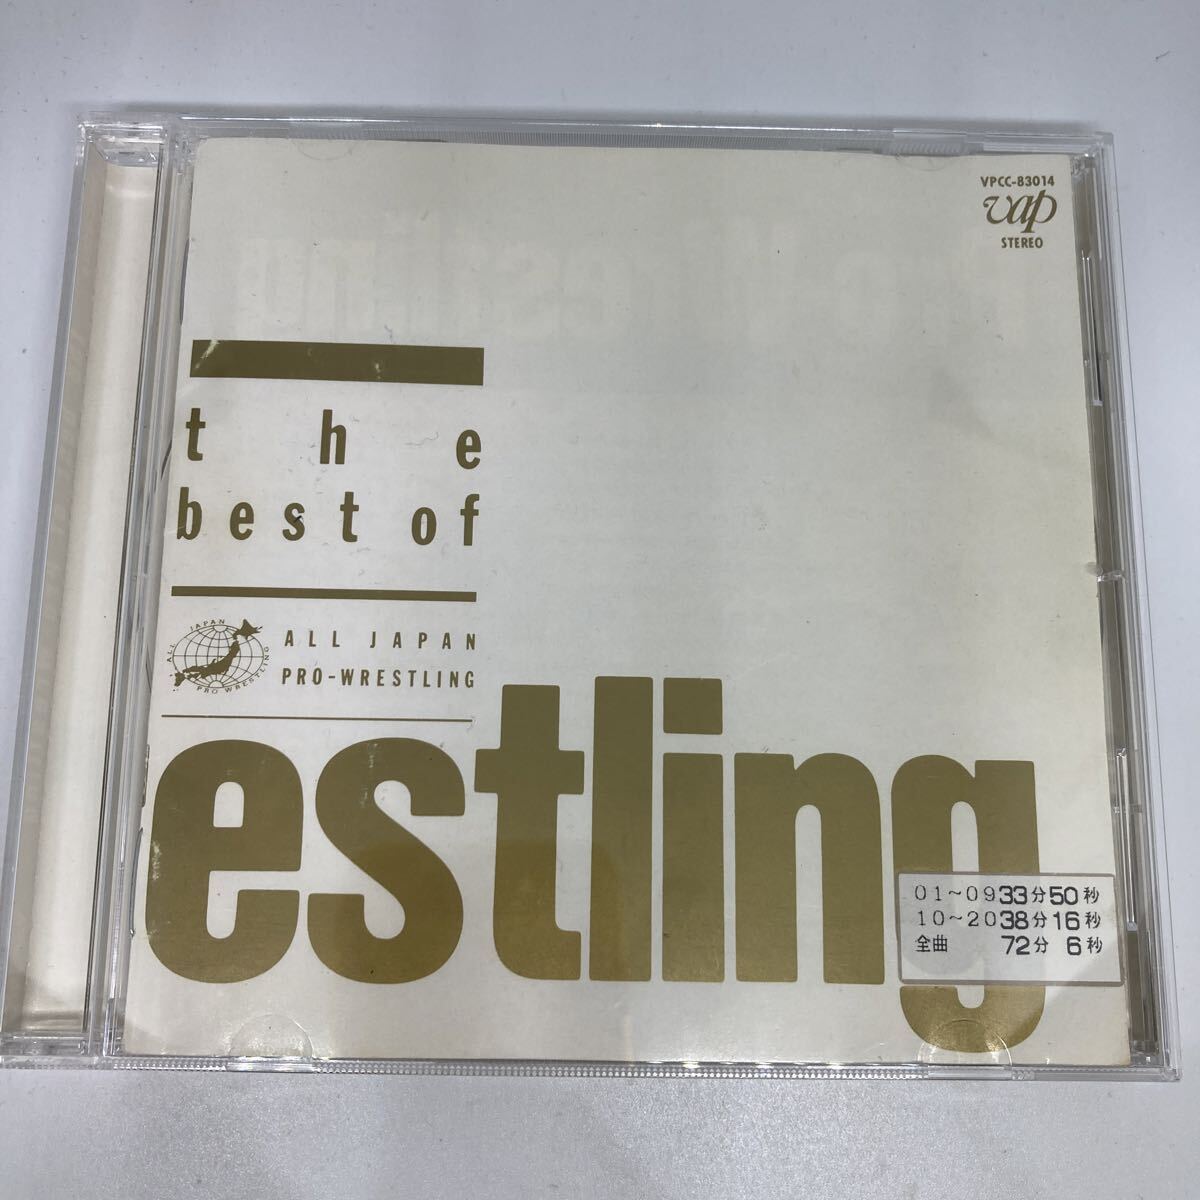 VPCC-83014
vap
STEREO
the
best of
ALL JAPAN
PRO-WRESTLING
ALL JAPAN
PRO-WRESTLING
estling
01～09 33分50秒
10～20 38分16秒
全曲 72分 6秒